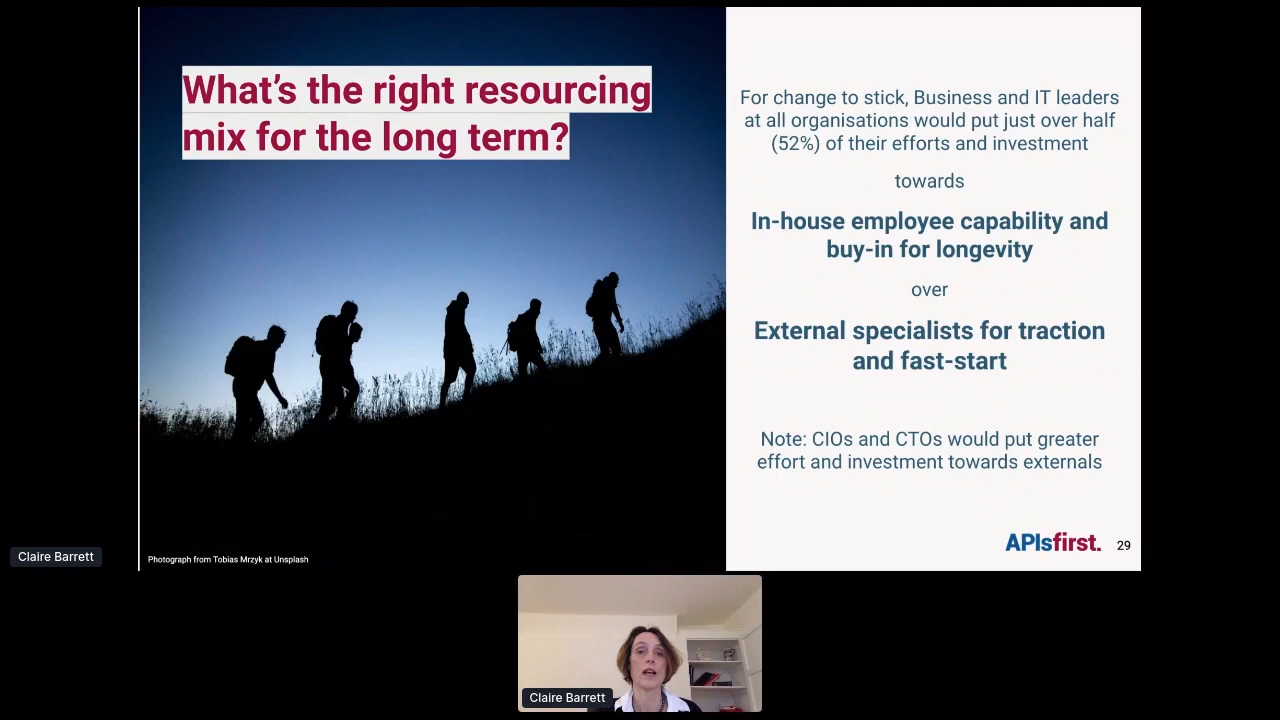 What’s the right resourcing
mix for the long term?
For change to stick, Business and IT leaders
at all organisations would put just over half
(52%) of their efforts and investment
towards
In-house employee capability and
buy-in for longevity
over
External specialists for traction
and fast-start
Note: CIOs and CTOs would put greater
effort and investment towards externals
Photograph from Tobias Mrzyk at Unsplash
APIsfirst.
29
Claire Barrett
Claire Barrett